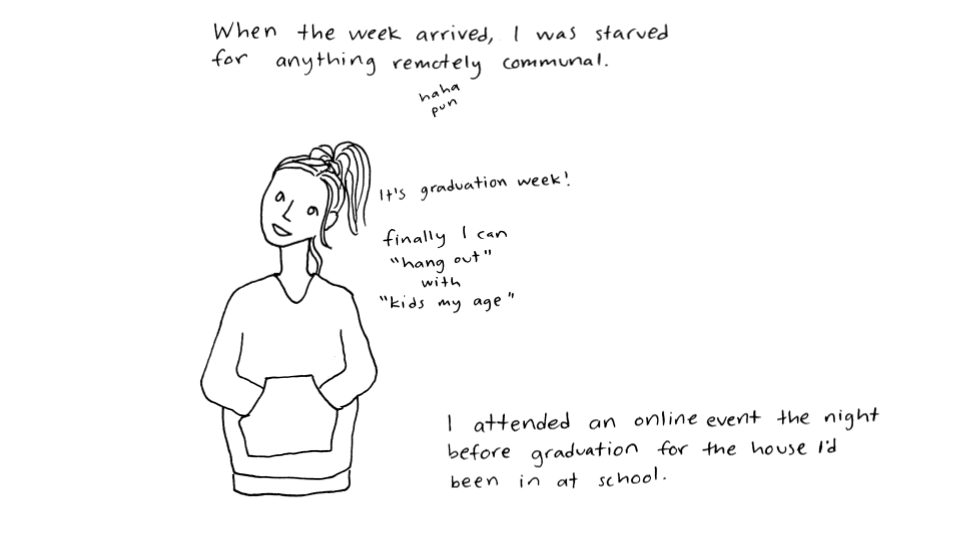 When the week arrived, I was starved
for anything remotely communal.
haha
pun
It's graduation week!
finally I can
"hang out"
with
"kids my age"
I attended an online event the night
before graduation for the house I'd
been in at school.